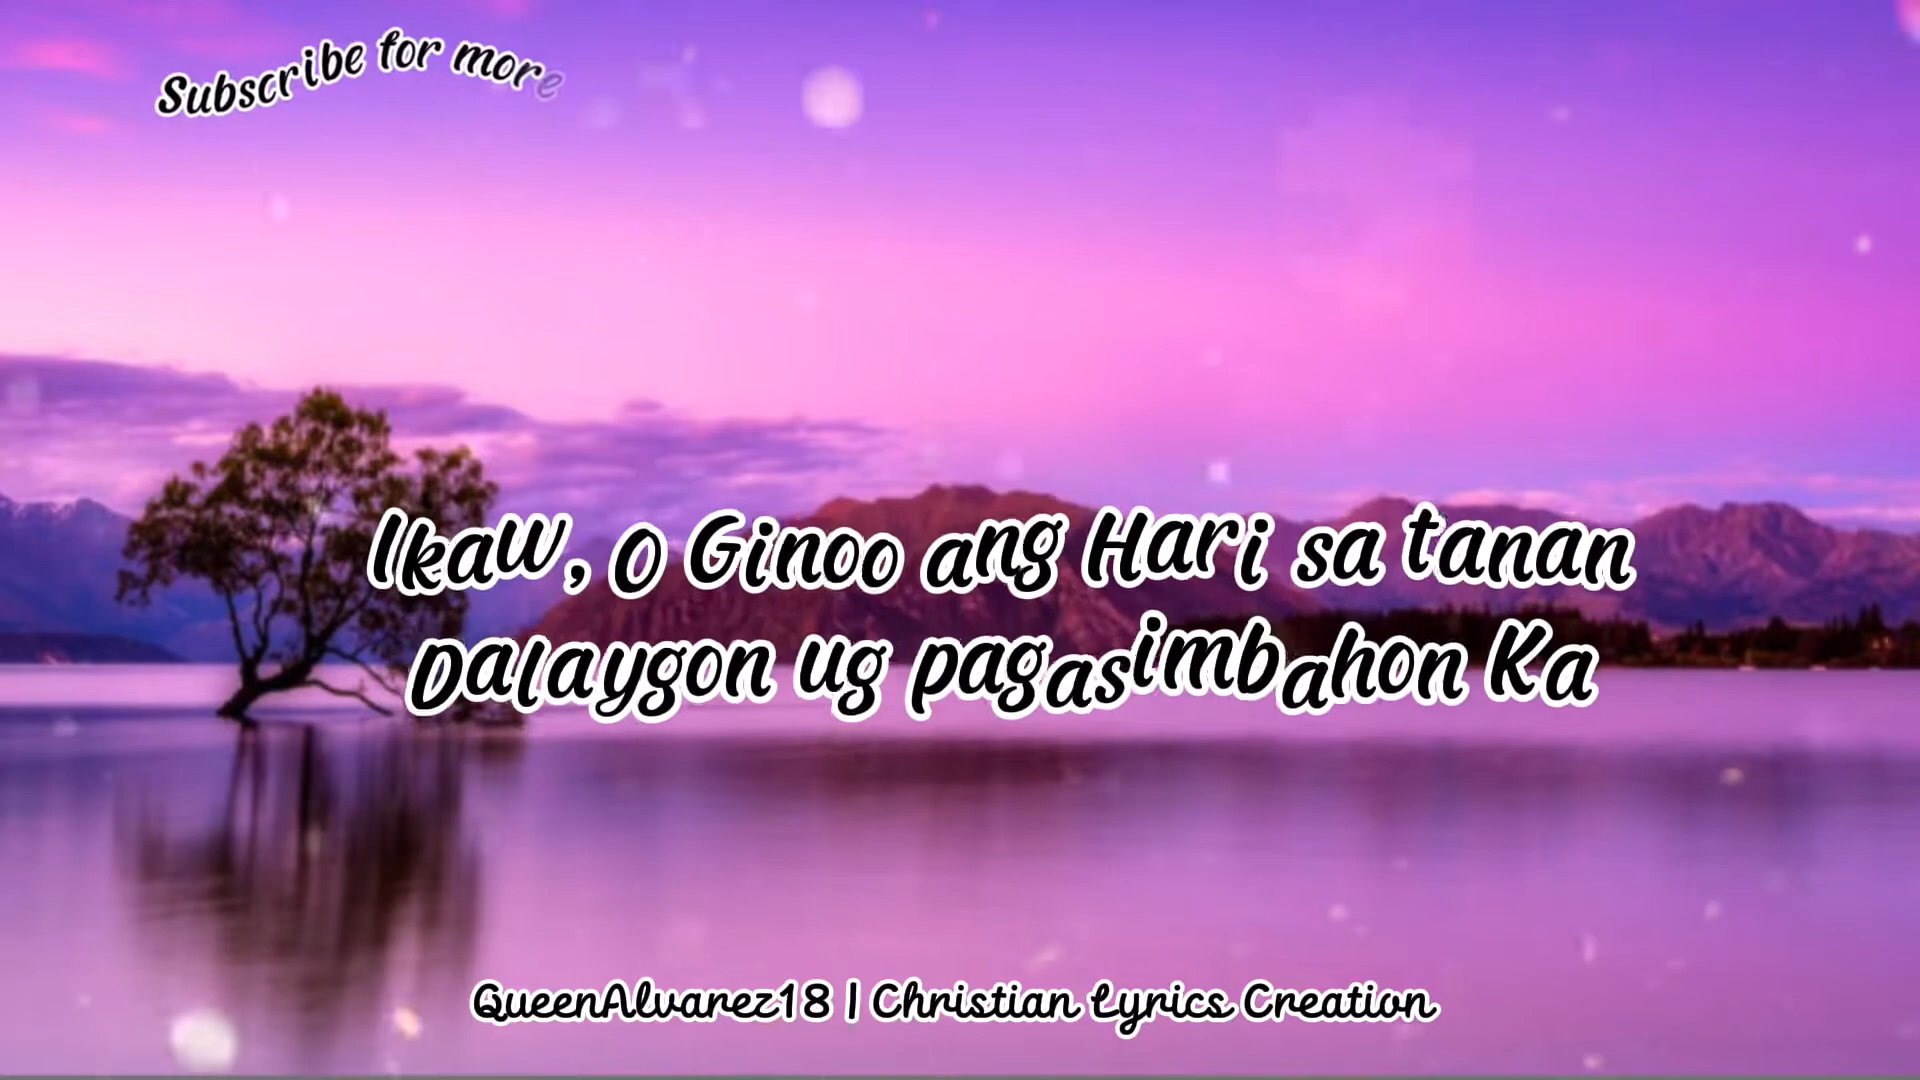 Subscribe for more
Ikaw, O Ginoo ang Hari sa tanan
Dalaygon ug pagasimbahon Ka
QueenAlvarez18 | Christian Lyrics Creation